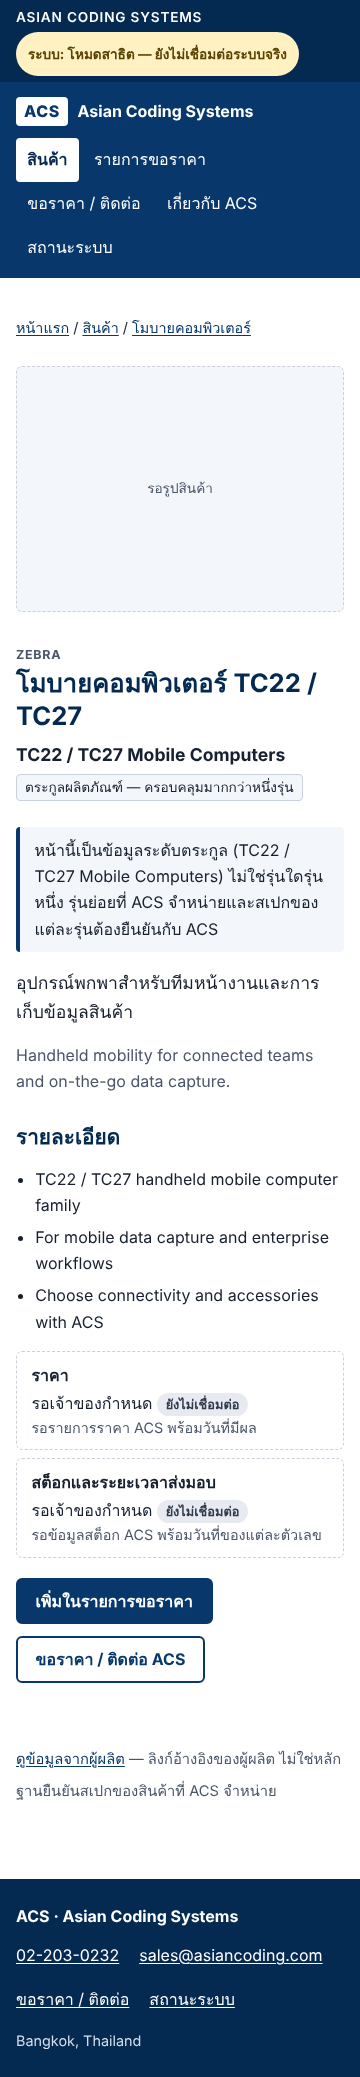 ASIAN CODING SYSTEMS
ระบบ: โหมดสาธิต — ยังไม่เชื่อมต่อระบบจริง
ACS Asian Coding Systems
สินค้า รายการขอราคา
ขอราคา / ติดต่อ เกี่ยวกับ ACS
สถานะระบบ
หน้าแรก / สินค้า / โมบายคอมพิวเตอร์
รอรูปสินค้า
ZEBRA
โมบายคอมพิวเตอร์ TC22 /
TC27
TC22 / TC27 Mobile Computers
ตระกูลผลิตภัณฑ์ — ครอบคลุมมากกว่าหนึ่งรุ่น
หน้านี้เป็นข้อมูลระดับตระกูล (TC22 /
TC27 Mobile Computers) ไม่ใช่รุ่นใดรุ่น
หนึ่ง รุ่นย่อยที่ ACS จำหน่ายและสเปกของ
แต่ละรุ่นต้องยืนยันกับ ACS
อุปกรณ์พกพาสำหรับทีมหน้างานและการ
เก็บข้อมูลสินค้า
Handheld mobility for connected teams
and on-the-go data capture.
รายละเอียด
• TC22 / TC27 handheld mobile computer
family
• For mobile data capture and enterprise
workflows
• Choose connectivity and accessories
with ACS
ราคา
รอเจ้าของกำหนด ยังไม่เชื่อมต่อ
รอรายการราคา ACS พร้อมวันที่มีผล
สต็อกและระยะเวลาส่งมอบ
รอเจ้าของกำหนด ยังไม่เชื่อมต่อ
รอข้อมูลสต็อก ACS พร้อมวันที่ของแต่ละตัวเลข
เพิ่มในรายการขอราคา
ขอราคา / ติดต่อ ACS
ดูข้อมูลจากผู้ผลิต — ลิงก์อ้างอิงของผู้ผลิต ไม่ใช่หลัก
ฐานยืนยันสเปกของสินค้าที่ ACS จำหน่าย
ACS · Asian Coding Systems
02-203-0232 sales@asiancoding.com
ขอราคา / ติดต่อ สถานะระบบ
Bangkok, Thailand